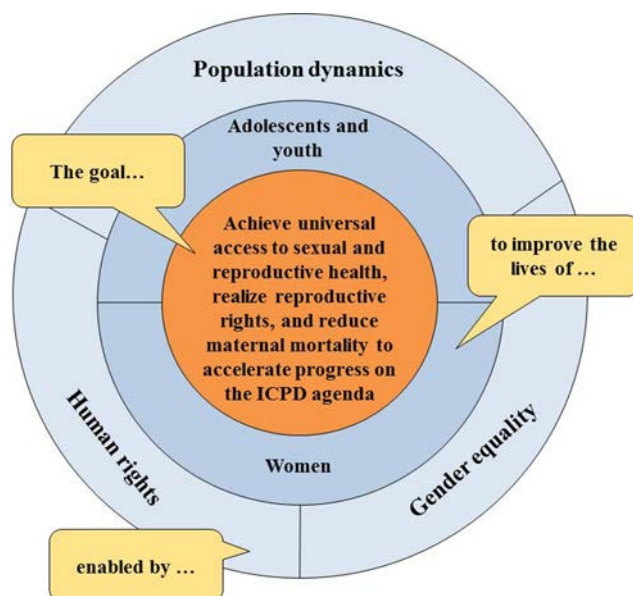 Population dynamics
Adolescents and
youth
The goal…
Achieve universal
access to sexual and
reproductive health,
realize reproductive
rights, and reduce
maternal mortality to
accelerate progress on
the ICPD agenda
to improve the
lives of …
Women
Human rights
Gender equality
enabled by …